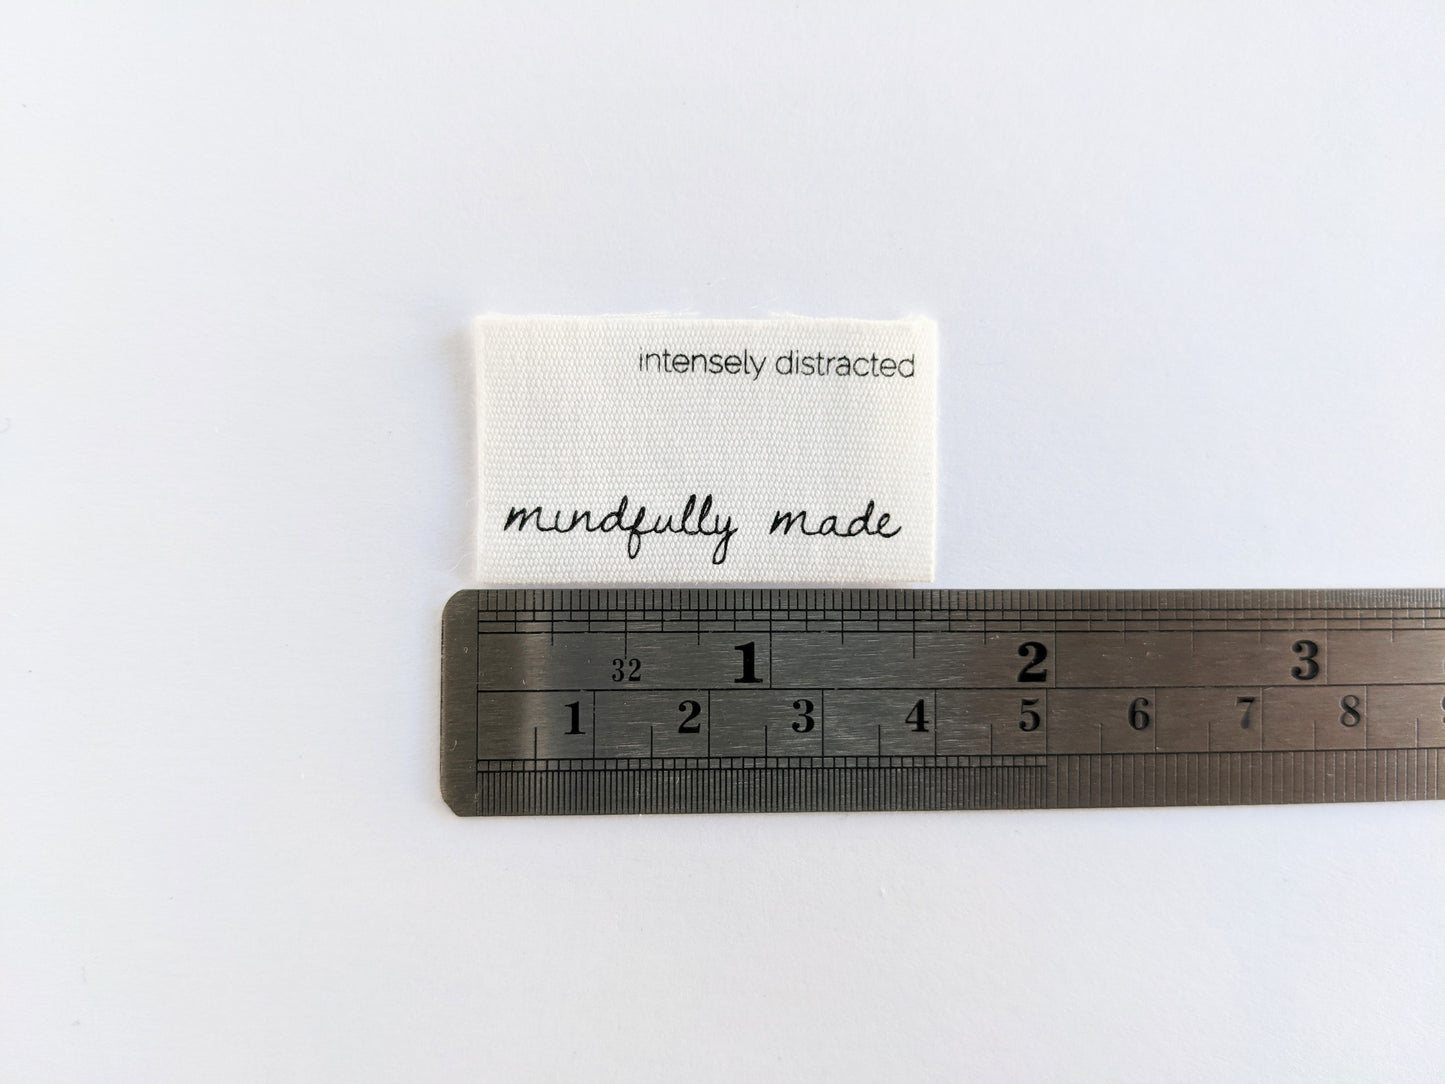 intensely distracted
mindfully made
32 1 2 3
1 2 3 4 5 6 7 8